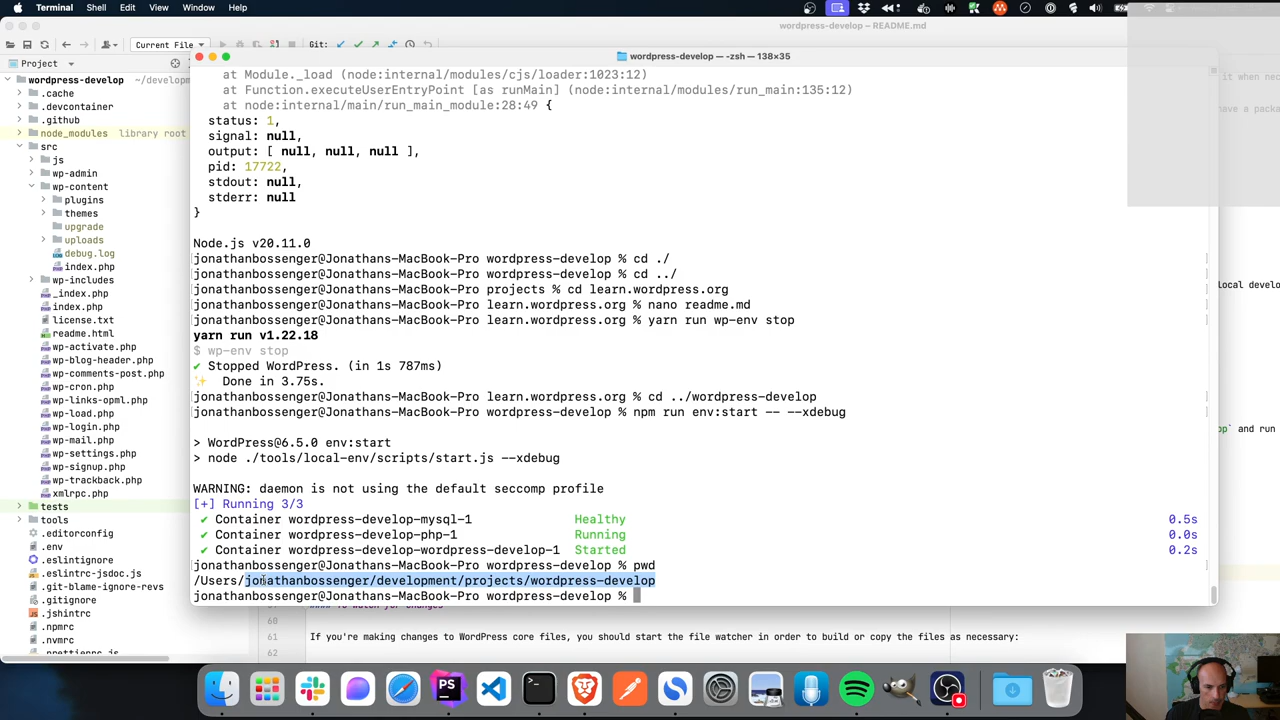 Terminal Shell Edit View Window Help
wordpress-develop – README.md
Current File
Git:
Project
wordpress-develop ~/developm
.cache
.devcontainer
.github
node_modules library root
src
js
wp-admin
wp-content
plugins
themes
upgrade
uploads
debug.log
index.php
wp-includes
_index.php
index.php
license.txt
readme.html
wp-activate.php
wp-blog-header.php
wp-comments-post.php
wp-cron.php
wp-links-opml.php
wp-load.php
wp-login.php
wp-mail.php
wp-settings.php
wp-signup.php
wp-trackback.php
xmlrpc.php
tests
tools
.editorconfig
.env
.eslintignore
.eslintrc-jsdoc.js
.git-blame-ignore-revs
.gitignore
.jshintrc
.npmrc
.nvmrc
.prettierrc.js
wordpress-develop — -zsh — 138×35
at Module._load (node:internal/modules/cjs/loader:1023:12)
at Function.executeUserEntryPoint [as runMain] (node:internal/modules/run_main:135:12)
at node:internal/main/run_main_module:28:49 {
status: 1,
signal: null,
output: [ null, null, null ],
pid: 17722,
stdout: null,
stderr: null
}
Node.js v20.11.0
jonathanbossenger@Jonathans-MacBook-Pro wordpress-develop % cd ./
jonathanbossenger@Jonathans-MacBook-Pro wordpress-develop % cd ../
jonathanbossenger@Jonathans-MacBook-Pro projects % cd learn.wordpress.org
jonathanbossenger@Jonathans-MacBook-Pro learn.wordpress.org % nano readme.md
jonathanbossenger@Jonathans-MacBook-Pro learn.wordpress.org % yarn run wp-env stop
yarn run v1.22.18
$ wp-env stop
✔ Stopped WordPress. (in 1s 787ms)
✨ Done in 3.75s.
jonathanbossenger@Jonathans-MacBook-Pro learn.wordpress.org % cd ../wordpress-develop
jonathanbossenger@Jonathans-MacBook-Pro wordpress-develop % npm run env:start -- --xdebug
> WordPress@6.5.0 env:start
> node ./tools/local-env/scripts/start.js --xdebug
WARNING: daemon is not using the default seccomp profile
[+] Running 3/3
✔ Container wordpress-develop-mysql-1 Healthy 0.5s
✔ Container wordpress-develop-php-1 Running 0.0s
✔ Container wordpress-develop-wordpress-develop-1 Started 0.2s
jonathanbossenger@Jonathans-MacBook-Pro wordpress-develop % pwd
/Users/jonathanbossenger/development/projects/wordpress-develop
jonathanbossenger@Jonathans-MacBook-Pro wordpress-develop %
it when nec
rave a packa
local develo
op` and run
60
61 If you're making changes to WordPress core files, you should start the file watcher in order to build or copy the files as necessary:
62
PS